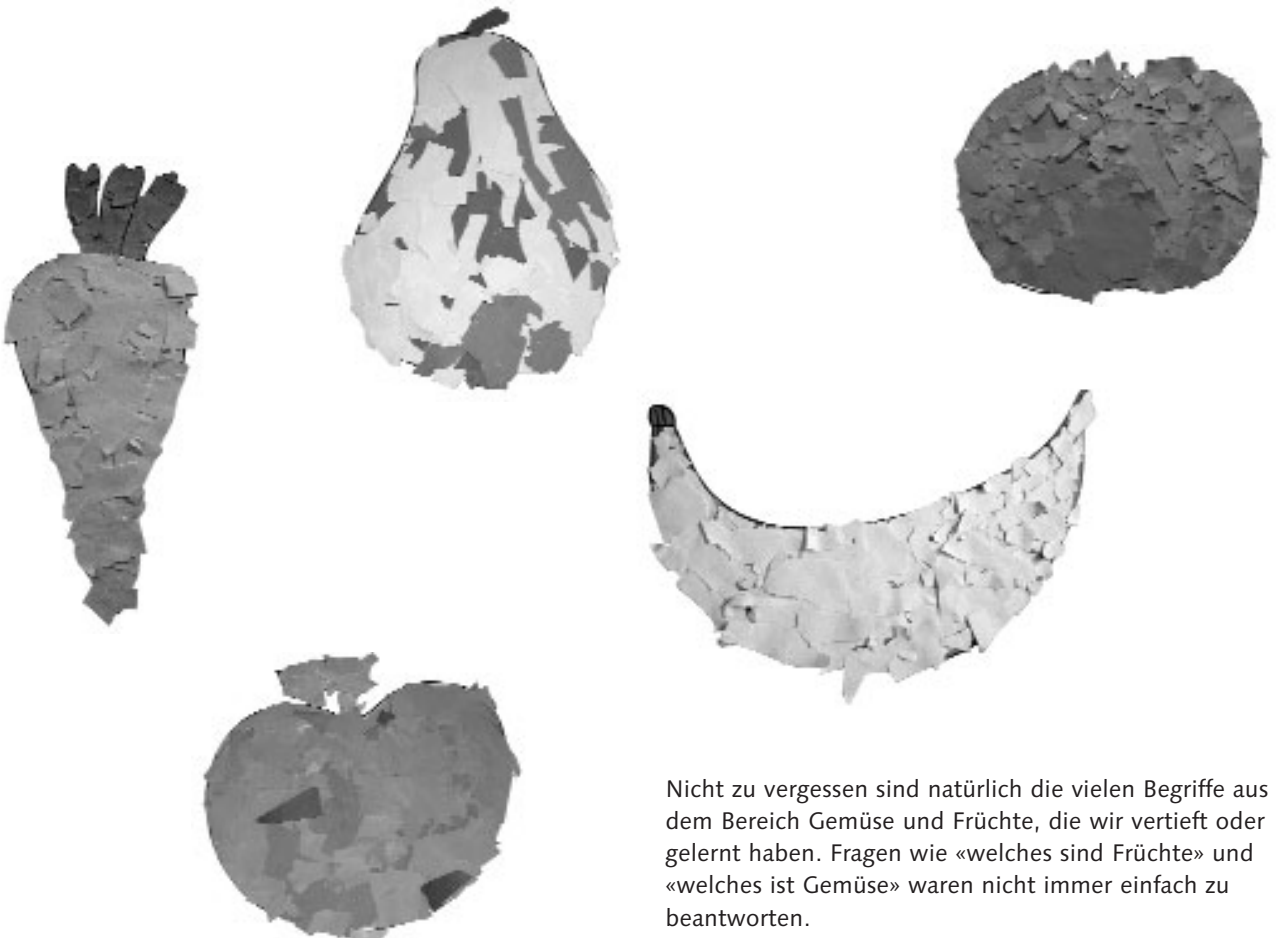 Nicht zu vergessen sind natürlich die vielen Begriffe aus
dem Bereich Gemüse und Früchte, die wir vertieft oder
gelernt haben. Fragen wie «welches sind Früchte» und
«welches ist Gemüse» waren nicht immer einfach zu
beantworten.